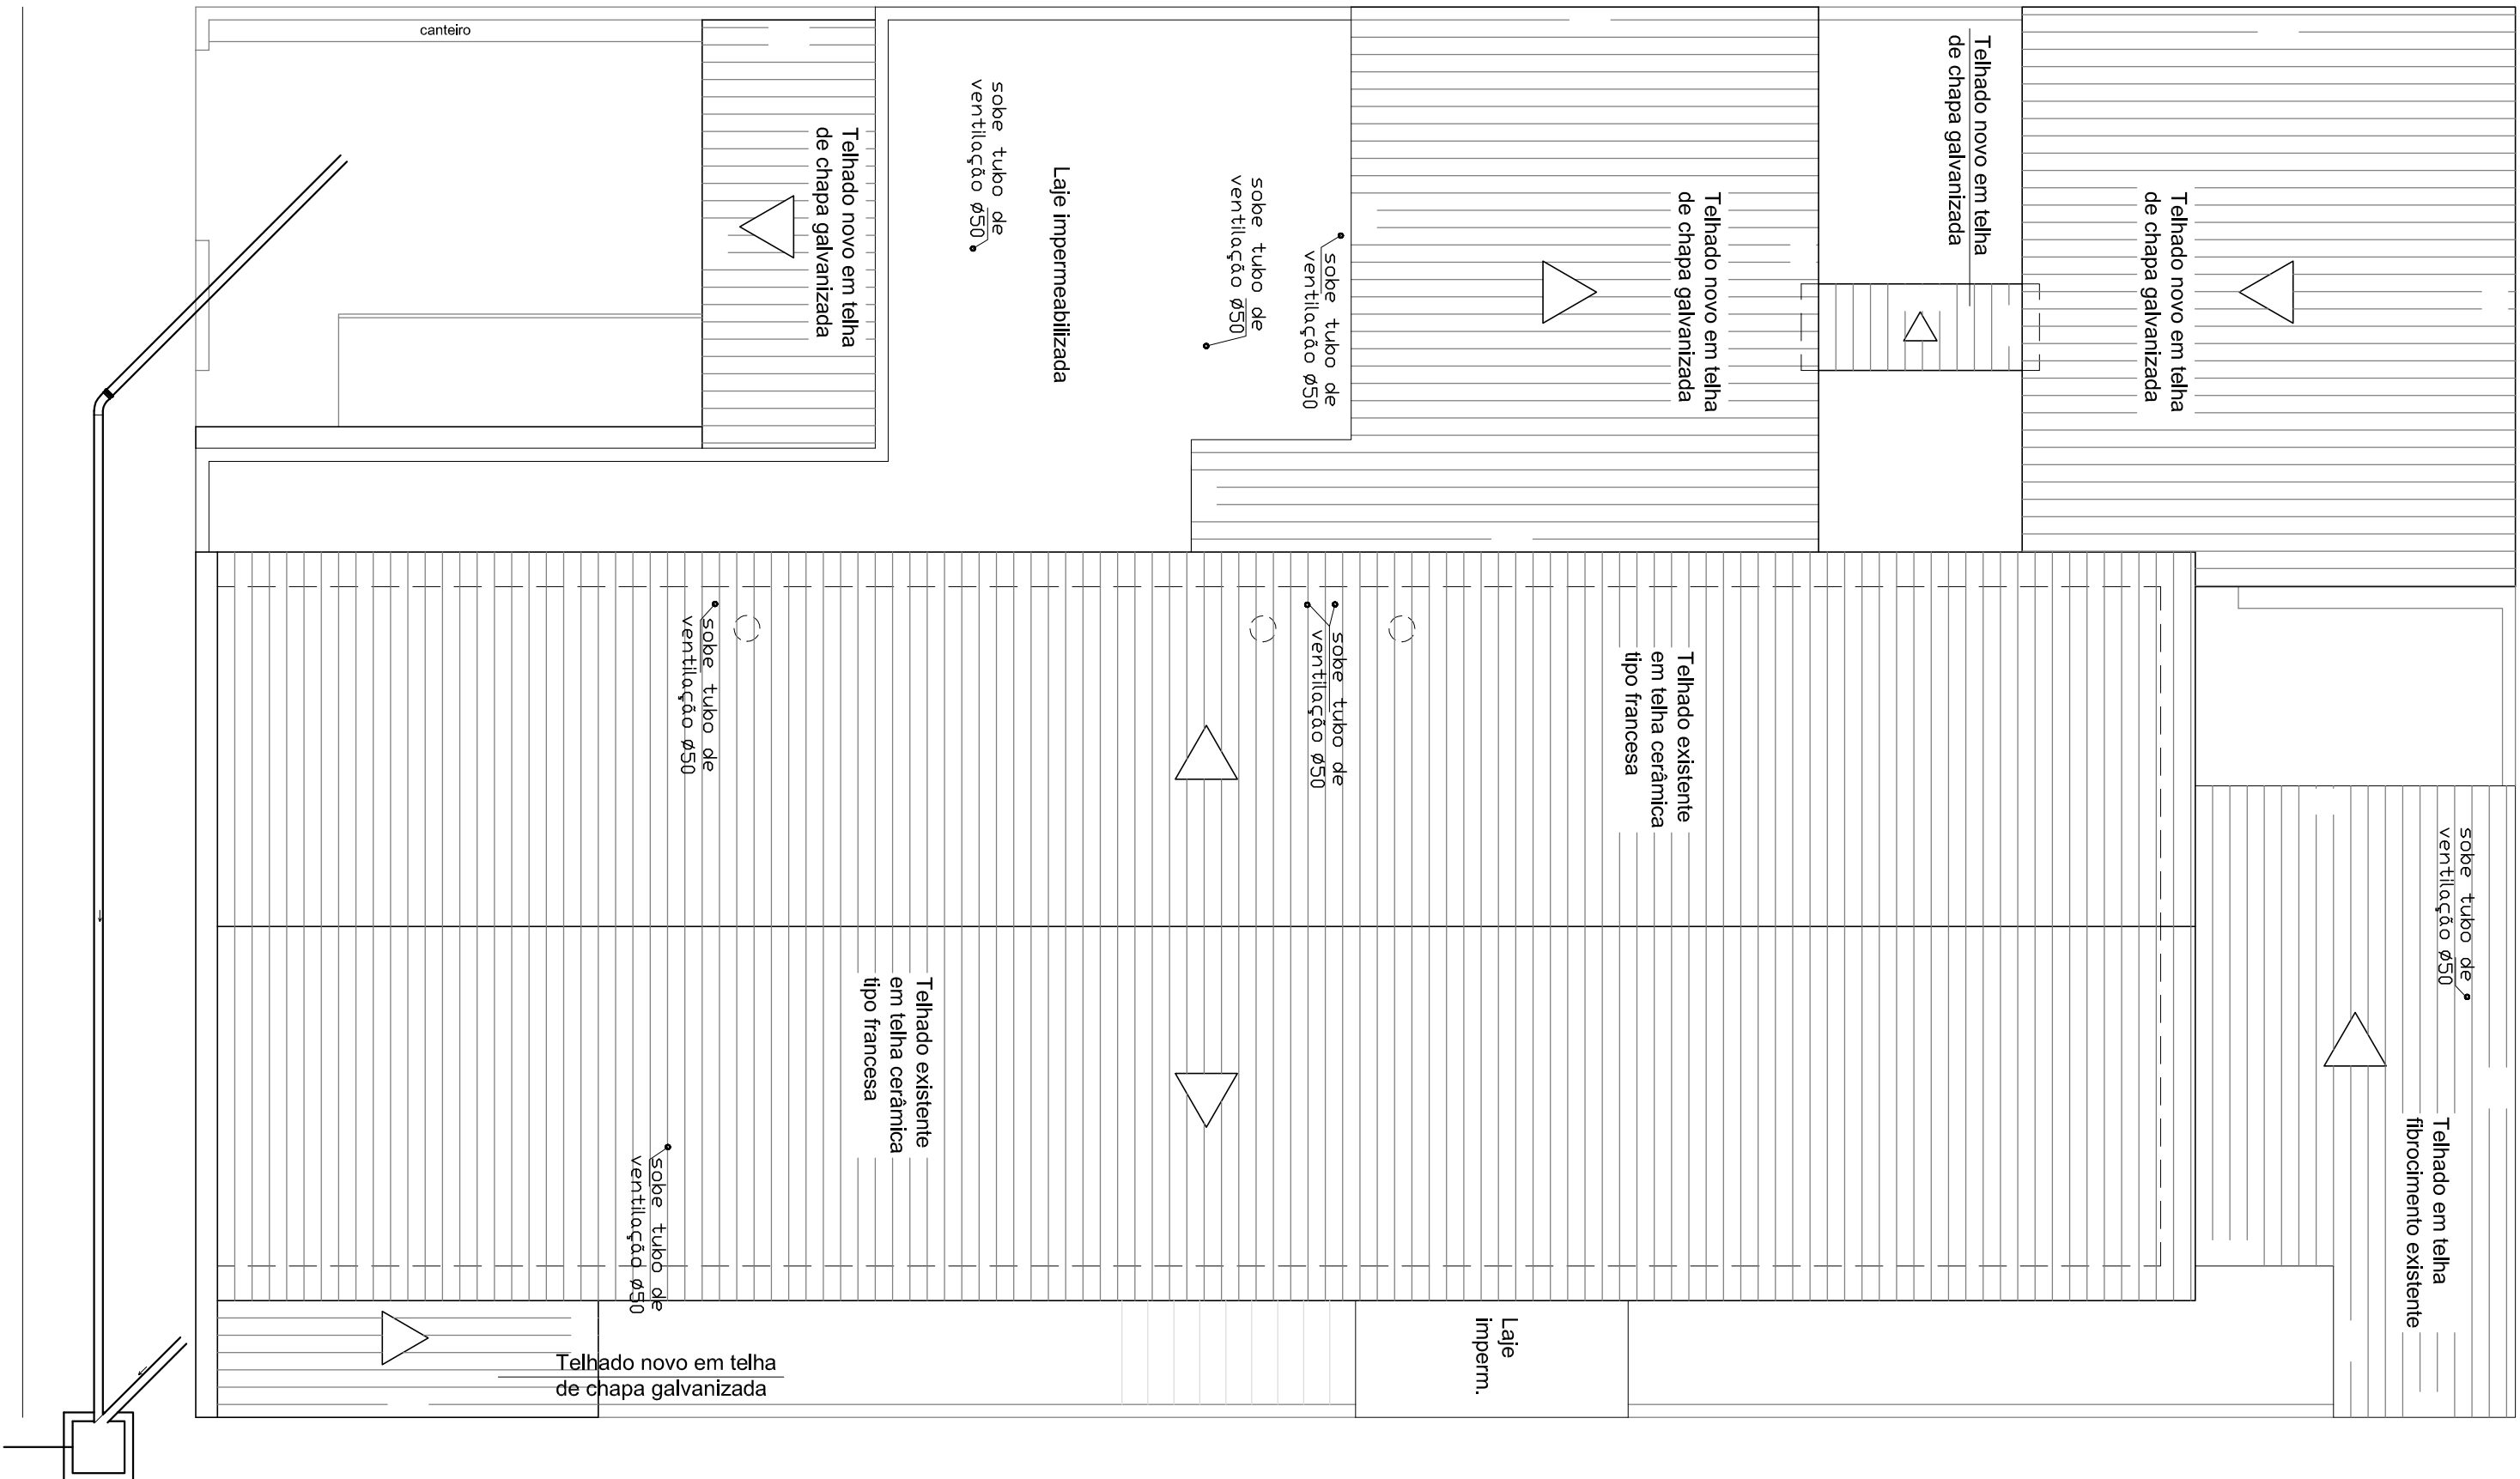 canteiro
Telhado novo em telha
de chapa galvanizada
sobe tubo de
ventilação ø50
Laje impermeabilizada
sobe tubo de
ventilação ø50
sobe tubo de
ventilação ø50
Telhado novo em telha
de chapa galvanizada
Telhado novo em telha
de chapa galvanizada
Telhado novo em telha
de chapa galvanizada
sobe tubo de
ventilação ø50
sobe tubo de
ventilação ø50
Telhado existente
em telha cerâmica
tipo francesa
sobe tubo de
ventilação ø50
Telhado existente
em telha cerâmica
tipo francesa
sobe tubo de
ventilação ø50
Telhado em telha
fibrocimento existente
Telhado novo em telha
de chapa galvanizada
Laje
imperm.